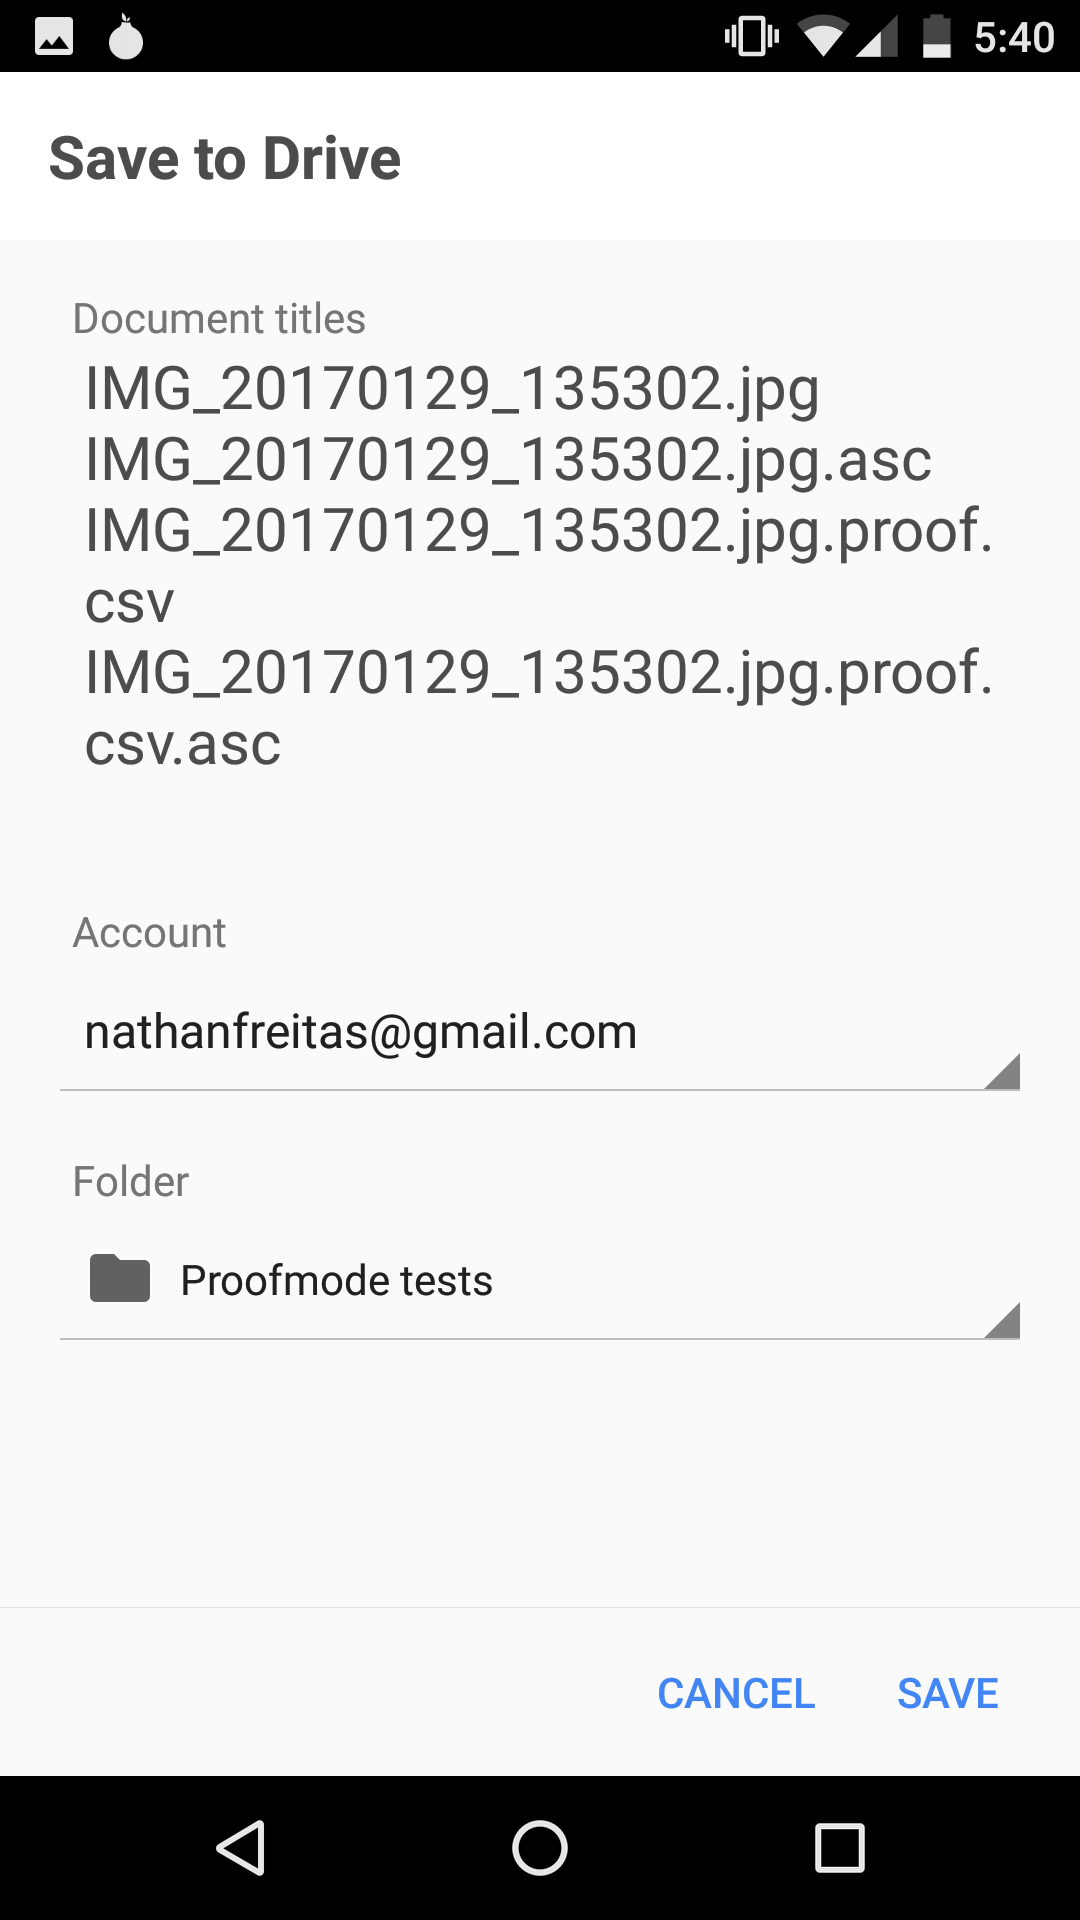 5:40
Save to Drive
Document titles
IMG_20170129_135302.jpg
IMG_20170129_135302.jpg.asc
IMG_20170129_135302.jpg.proof.
csv
IMG_20170129_135302.jpg.proof.
csv.asc
Account
nathanfreitas@gmail.com
Folder
Proofmode tests
CANCEL SAVE